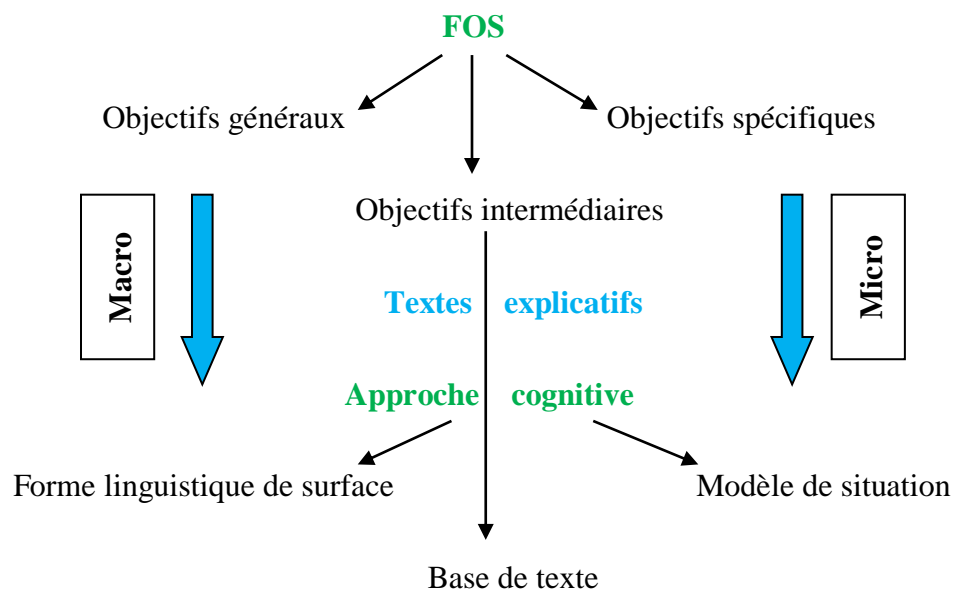 FOS
Objectifs généraux
Objectifs spécifiques
Objectifs intermédiaires
Macro
Micro
Textes explicatifs
Approche cognitive
Forme linguistique de surface
Modèle de situation
Base de texte